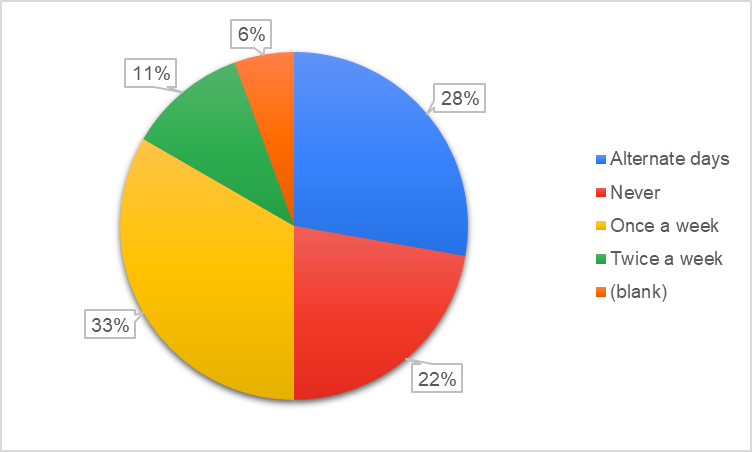 6%
11%
28%
Alternate days
Never
Once a week
Twice a week
(blank)
33%
22%